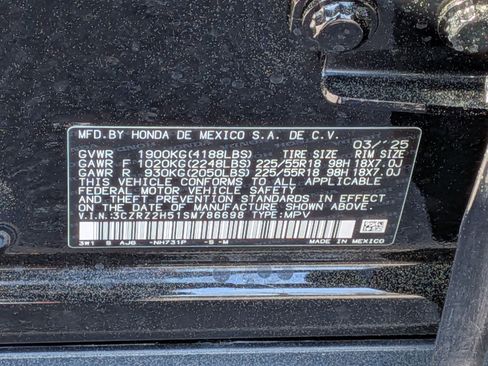 MFD.BY HONDA DE MEXICO S.A. DE C.V.
03/'25
GVWR 1900KG(4188LBS) TIRE SIZE RIM SIZE
GAWR F 1020KG(2248LBS) 225/55R18 98H 18X7.0J
GAWR R 930KG(2050LBS) 225/55R18 98H 18X7.0J
THIS VEHICLE CONFORMS TO ALL APPLICABLE
FEDERAL MOTOR VEHICLE SAFETY
AND THEFT PREVENTION STANDARDS IN EFFECT
ON THE DATE OF MANUFACTURE SHOWN ABOVE.
V.I.N:3CZRZ2H51SM786698 TYPE:MPV
3W1 S AJ6 -NH731P -S -M MADE IN MEXICO